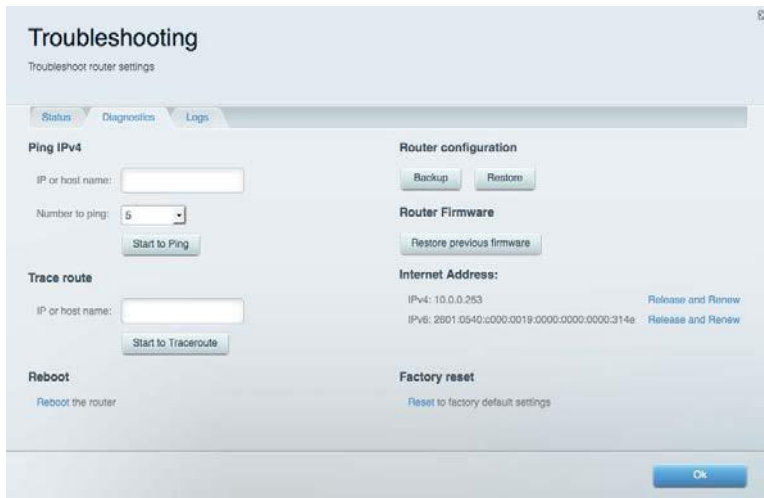 Troubleshooting
Troubleshoot router settings
Status
Diagnostics
Logs
Ping IPv4
IP or host name:
Number to ping: 5
Start to Ping
Trace route
IP or host name:
Start to Traceroute
Reboot
Reboot the router
Router configuration
Backup
Restore
Router Firmware
Restore previous firmware
Internet Address:
IPv4: 10.0.0.253 Release and Renew
IPv6: 2601:0540:c000:0019:0000:0000:0000:314e Release and Renew
Factory reset
Reset to factory default settings
Ok